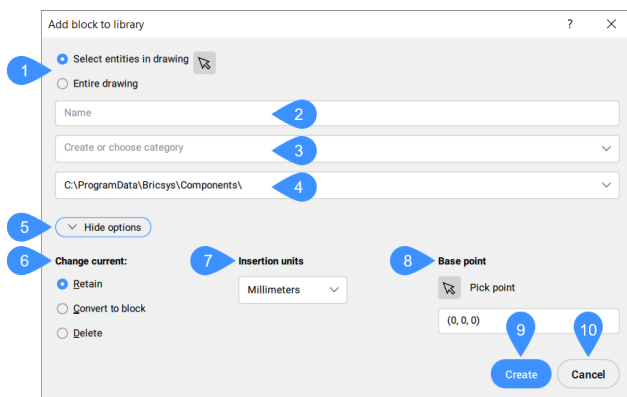 Add block to library ? ×
Select entities in drawing
1
Entire drawing
Name 2
Create or choose category 3
C:\ProgramData\Bricsys\Components\ 4
5 Hide options
6 Change current: 7 Insertion units 8 Base point
Retain Millimeters Pick point
Convert to block (0, 0, 0)
Delete 9 10
Create Cancel